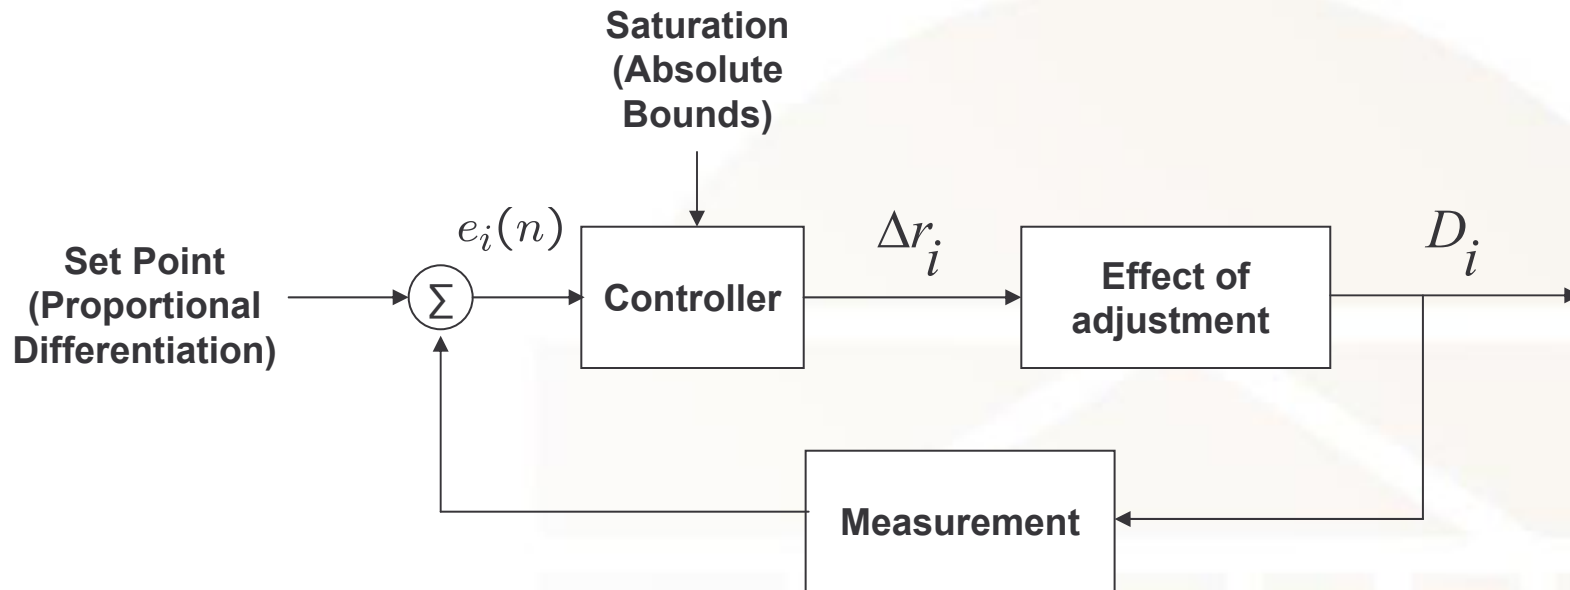 Saturation
(Absolute
Bounds)
Set Point
(Proportional
Differentiation)
Σ
e_i(n)
Controller
Δr_i
Effect of
adjustment
D_i
Measurement